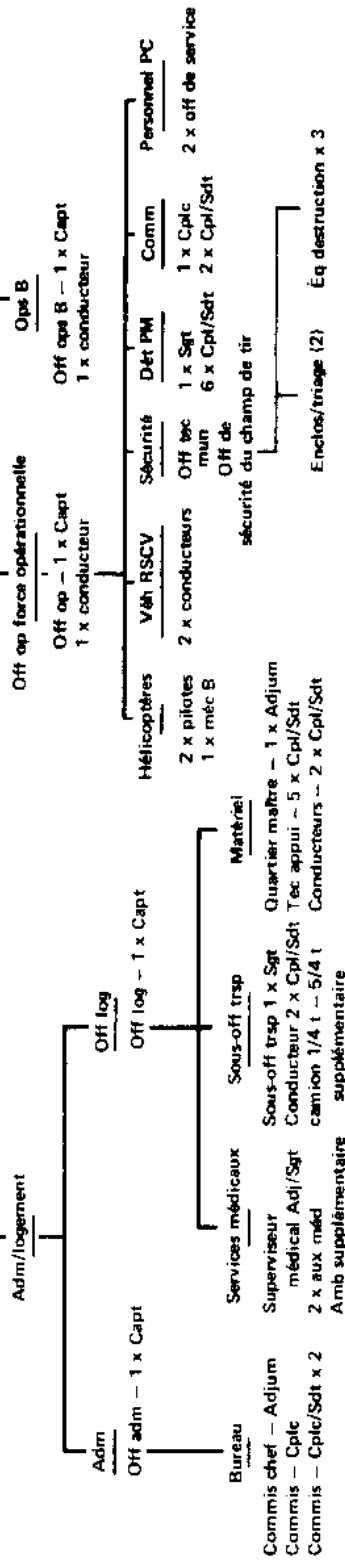 Adm/logement
Adm
Off adm – 1 x Capt
Bureau
Commis chef – Adjum
Commis – Cplc
Commis – Cplc/Sdt x 2
Off log
Off log – 1 x Capt
Services médicaux
Superviseur
médical Adj/Sgt
2 x aux méd
Amb supplémentaire
Sous-off trsp
Sous-off trsp 1 x Sgt
Conducteur 2 x Cpl/Sdt
camion 1/4 t – 5/4 t
supplémentaire
Matériel
Quartier maître – 1 x Adjum
Tec appui – 5 x Cpl/Sdt
Conducteurs – 2 x Cpl/Sdt
Off op force opérationnelle
Off op – 1 x Capt
1 x conducteur
Hélicoptères
2 x pilotes
1 x méc B
Véh RSCV
2 x conducteurs
Sécurité
Off tec
mun
Off de
sécurité du champ de tir
Enclos/triage (2)
Éq destruction x 3
Dét PM
1 x Sgt
6 x Cpl/Sdt
Comm
1 x Cplc
2 x Cpl/Sdt
Personnel PC
2 x off de service
Ops B
Off ops B – 1 x Capt
1 x conducteur